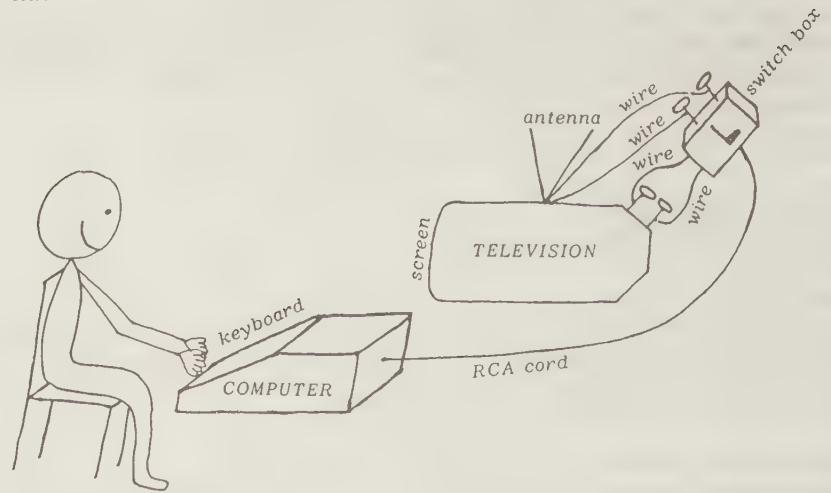 switch box
wire
antenna
wire
wire
wire
screen
TELEVISION
keyboard
COMPUTER
RCA cord